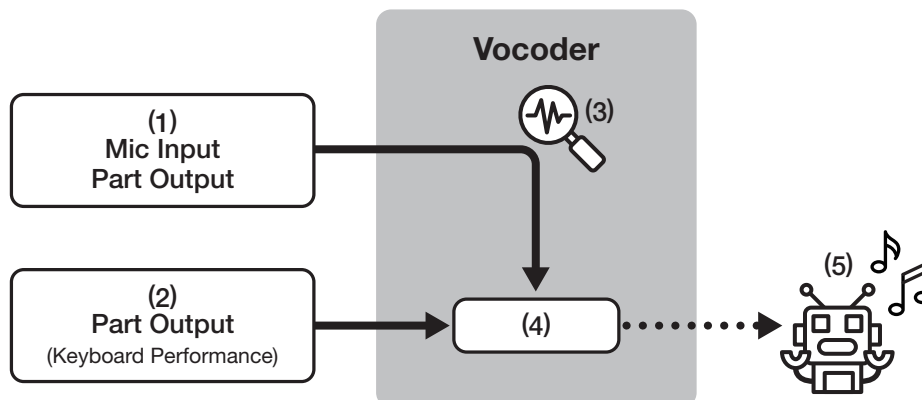 Vocoder
(1)
Mic Input
Part Output
(3)
(2)
Part Output
(Keyboard Performance)
(4)
(5)